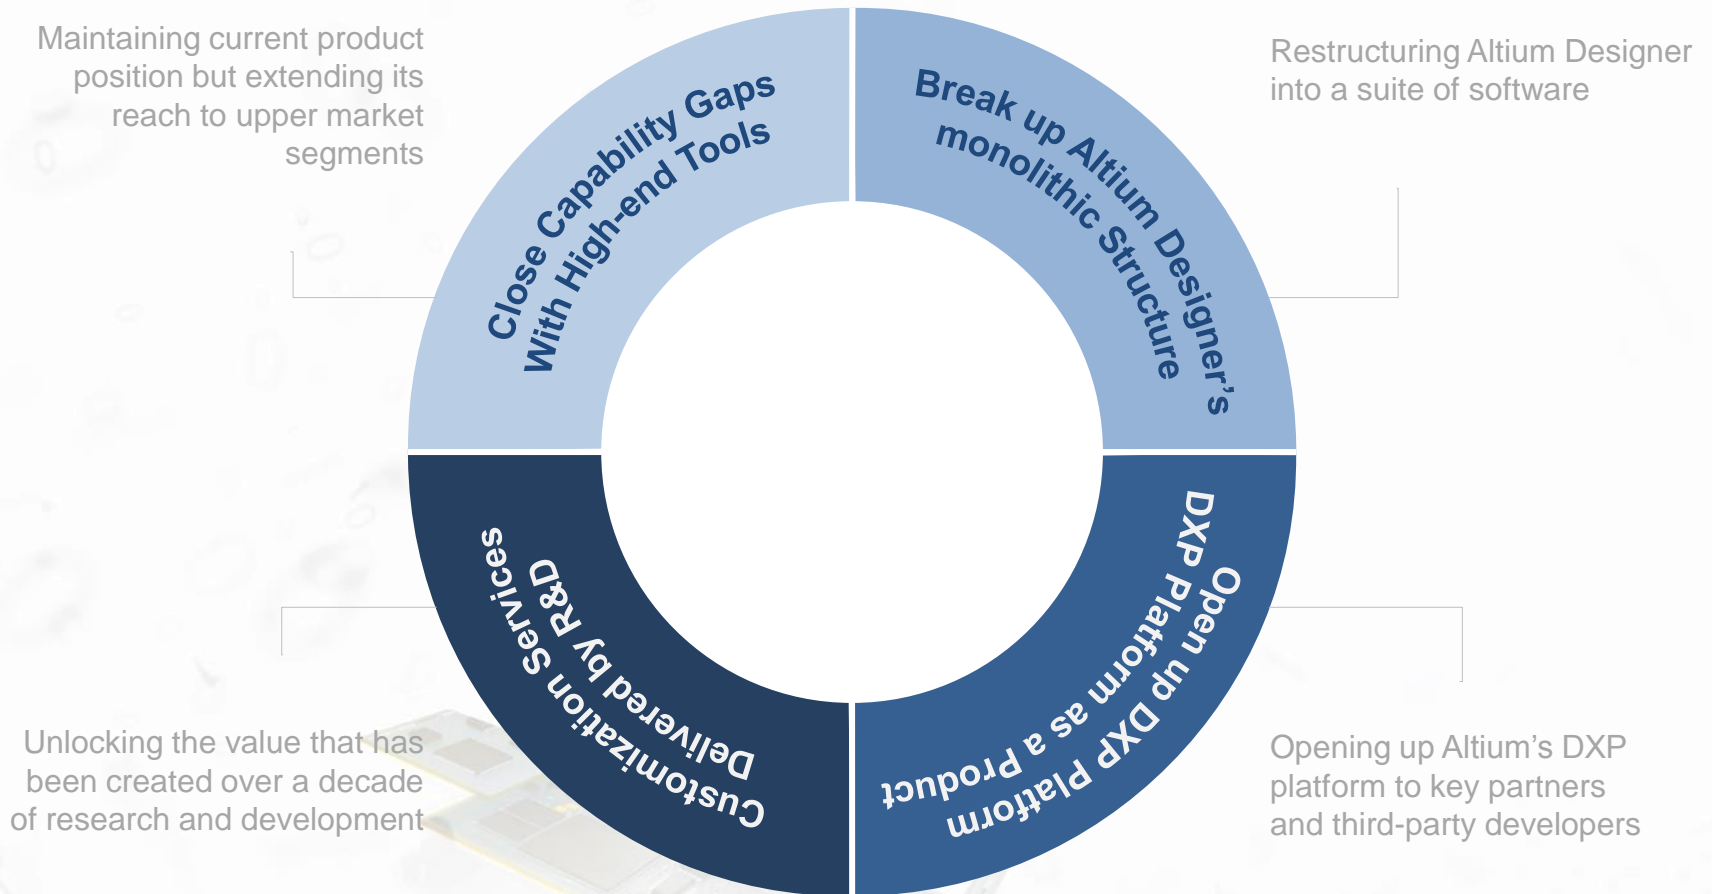 Maintaining current product
position but extending its
reach to upper market
segments
Close Capability Gaps
With High-end Tools
Break up Altium Designer’s
monolithic Structure
Restructuring Altium Designer
into a suite of software
Unlocking the value that has
been created over a decade
of research and development
Customization Services
Delivered by R&D
Open up DXP Platform
DXP Platform as a Product
Opening up Altium’s DXP
platform to key partners
and third-party developers